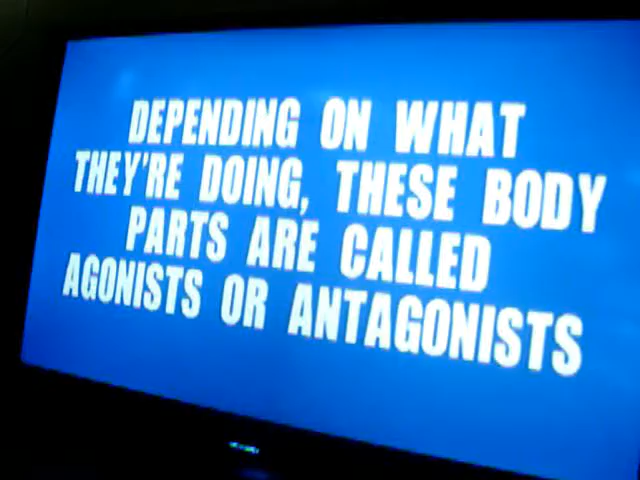 DEPENDING ON WHAT
THEY'RE DOING, THESE BODY
PARTS ARE CALLED
AGONISTS OR ANTAGONISTS